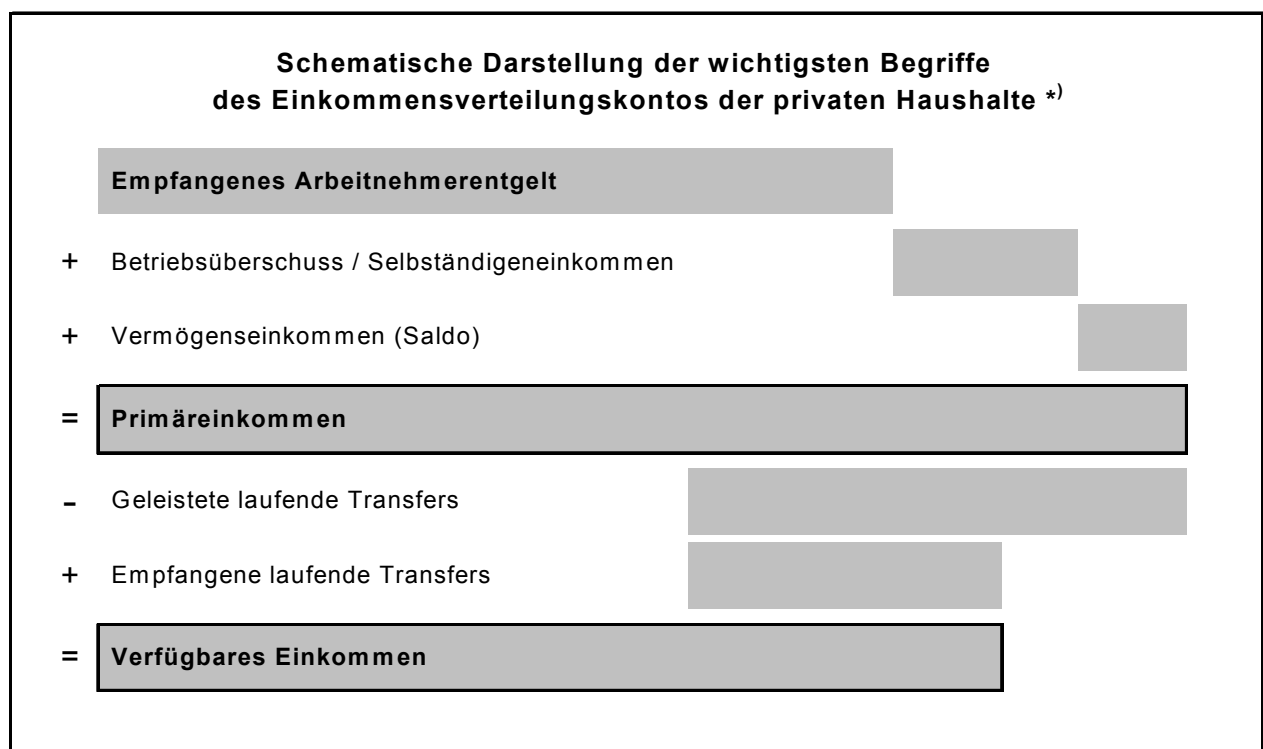 Schematische Darstellung der wichtigsten Begriffe
des Einkommensverteilungskontos der privaten Haushalte *)
Empfangenes Arbeitnehmerentgelt
+ Betriebsüberschuss / Selbständigeneinkommen
+ Vermögenseinkommen (Saldo)
= Primäreinkommen
- Geleistete laufende Transfers
+ Empfangene laufende Transfers
= Verfügbares Einkommen